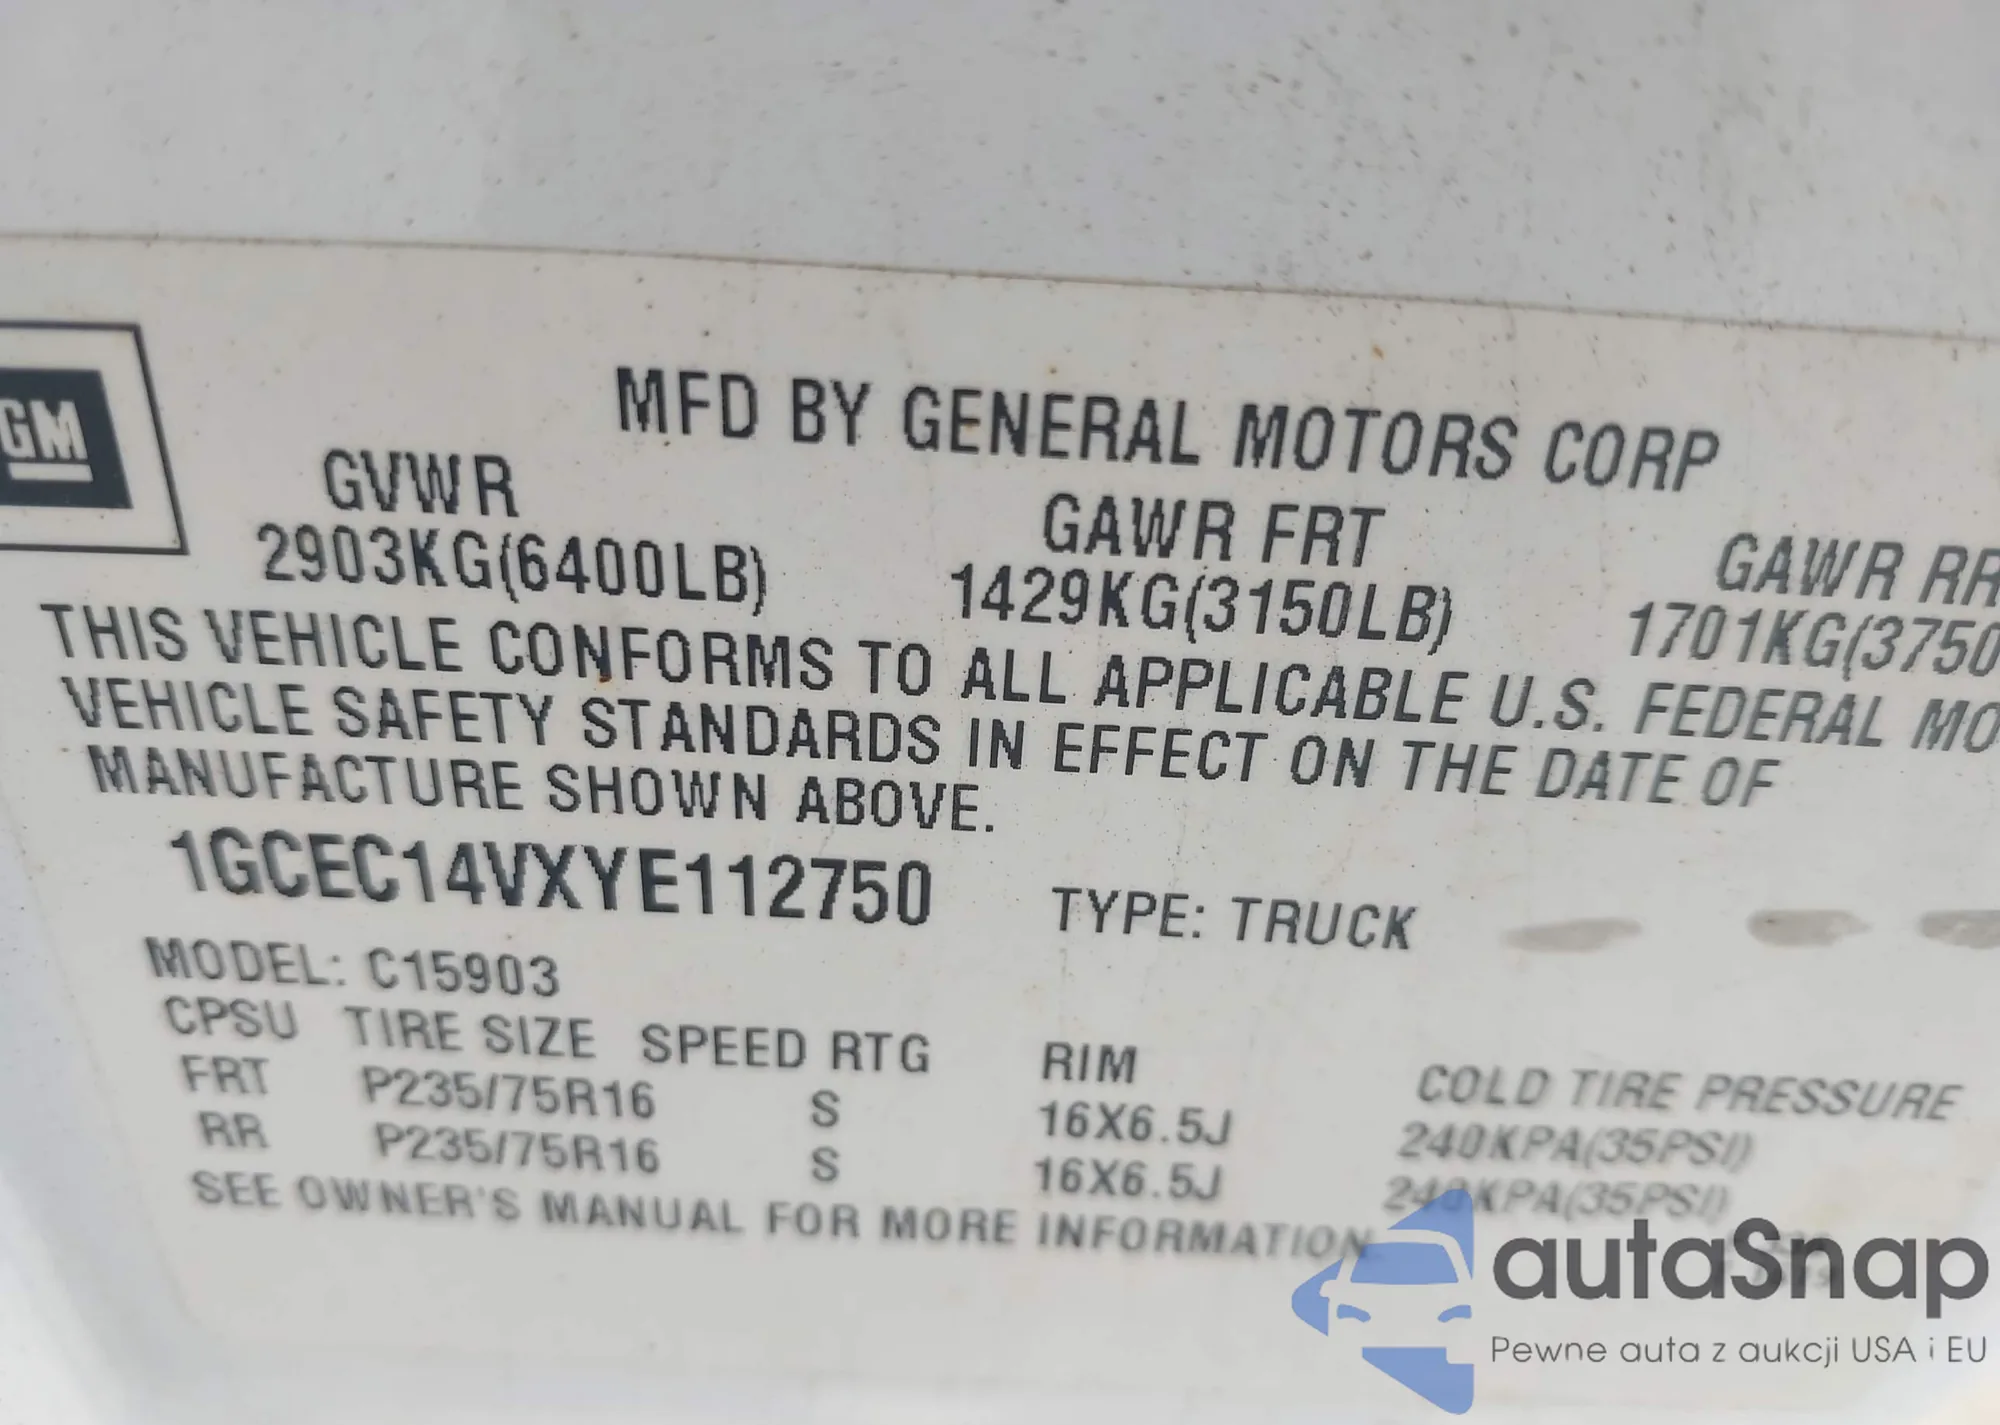 GM
MFD BY GENERAL MOTORS CORP
GVWR GAWR FRT GAWR RR
2903KG(6400LB) 1429KG(3150LB) 1701KG(3750
THIS VEHICLE CONFORMS TO ALL APPLICABLE U.S. FEDERAL MO
VEHICLE SAFETY STANDARDS IN EFFECT ON THE DATE OF
MANUFACTURE SHOWN ABOVE.
1GCEC14VXYE112750 TYPE: TRUCK
MODEL: C15903
CPSU TIRE SIZE SPEED RTG RIM COLD TIRE PRESSURE
FRT P235/75R16 S 16X6.5J 240KPA(35PSI)
RR P235/75R16 S 16X6.5J 240KPA(35PSI)
SEE OWNER'S MANUAL FOR MORE INFORMATION.
autaSnap
Pewne auta z aukcji USA i EU